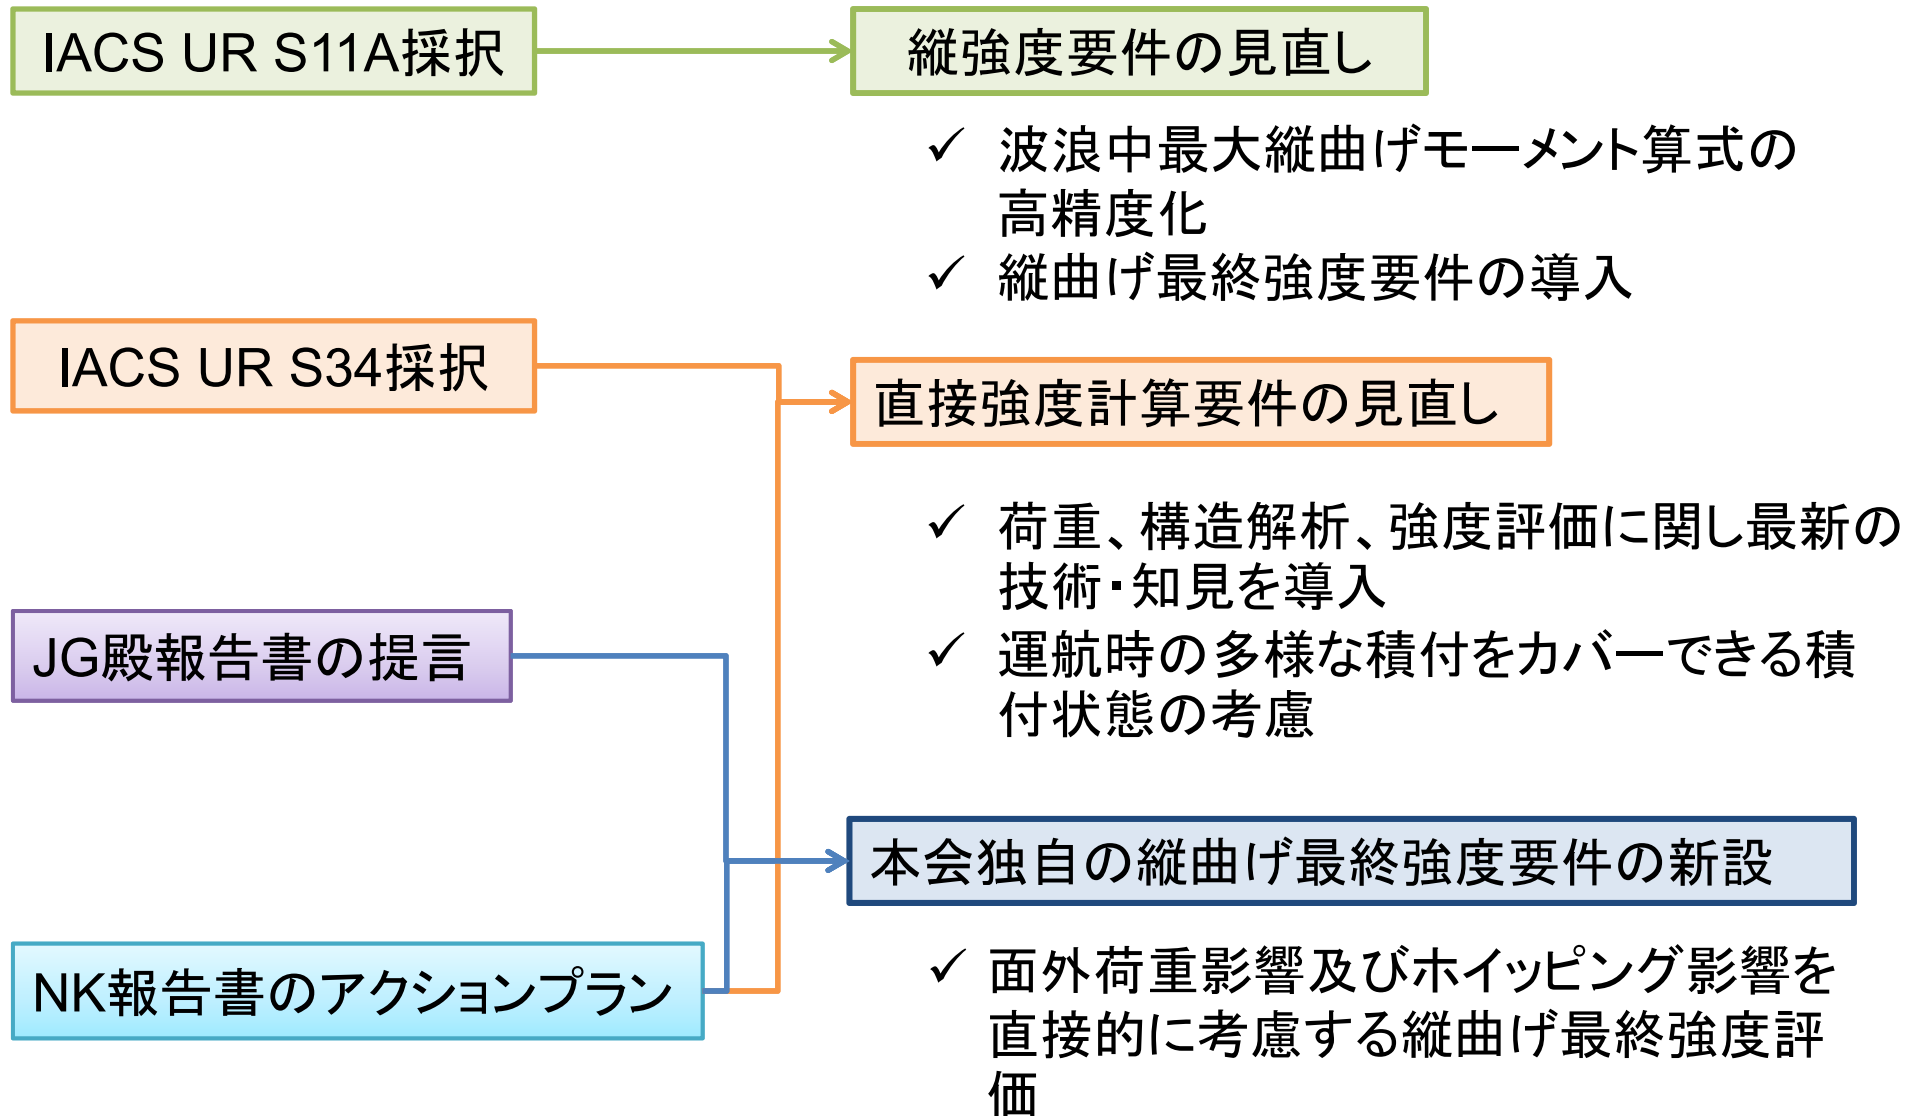 IACS UR S11A採択
縦強度要件の見直し
✓ 波浪中最大縦曲げモーメント算式の
高精度化
✓ 縦曲げ最終強度要件の導入
IACS UR S34採択
直接強度計算要件の見直し
✓ 荷重、構造解析、強度評価に関し最新の
技術・知見を導入
✓ 運航時の多様な積付をカバーできる積
付状態の考慮
JG殿報告書の提言
本会独自の縦曲げ最終強度要件の新設
✓ 面外荷重影響及びホイッピング影響を
直接的に考慮する縦曲げ最終強度評
価
NK報告書のアクションプラン